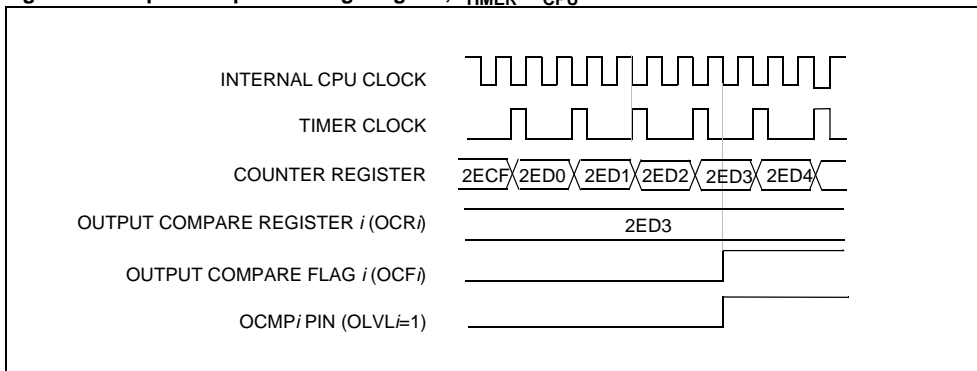 INTERNAL CPU CLOCK
TIMER CLOCK
COUNTER REGISTER 2ECF 2ED0 2ED1 2ED2 2ED3 2ED4
OUTPUT COMPARE REGISTER i (OCRi) 2ED3
OUTPUT COMPARE FLAG i (OCFi)
OCMPi PIN (OLVLi=1)